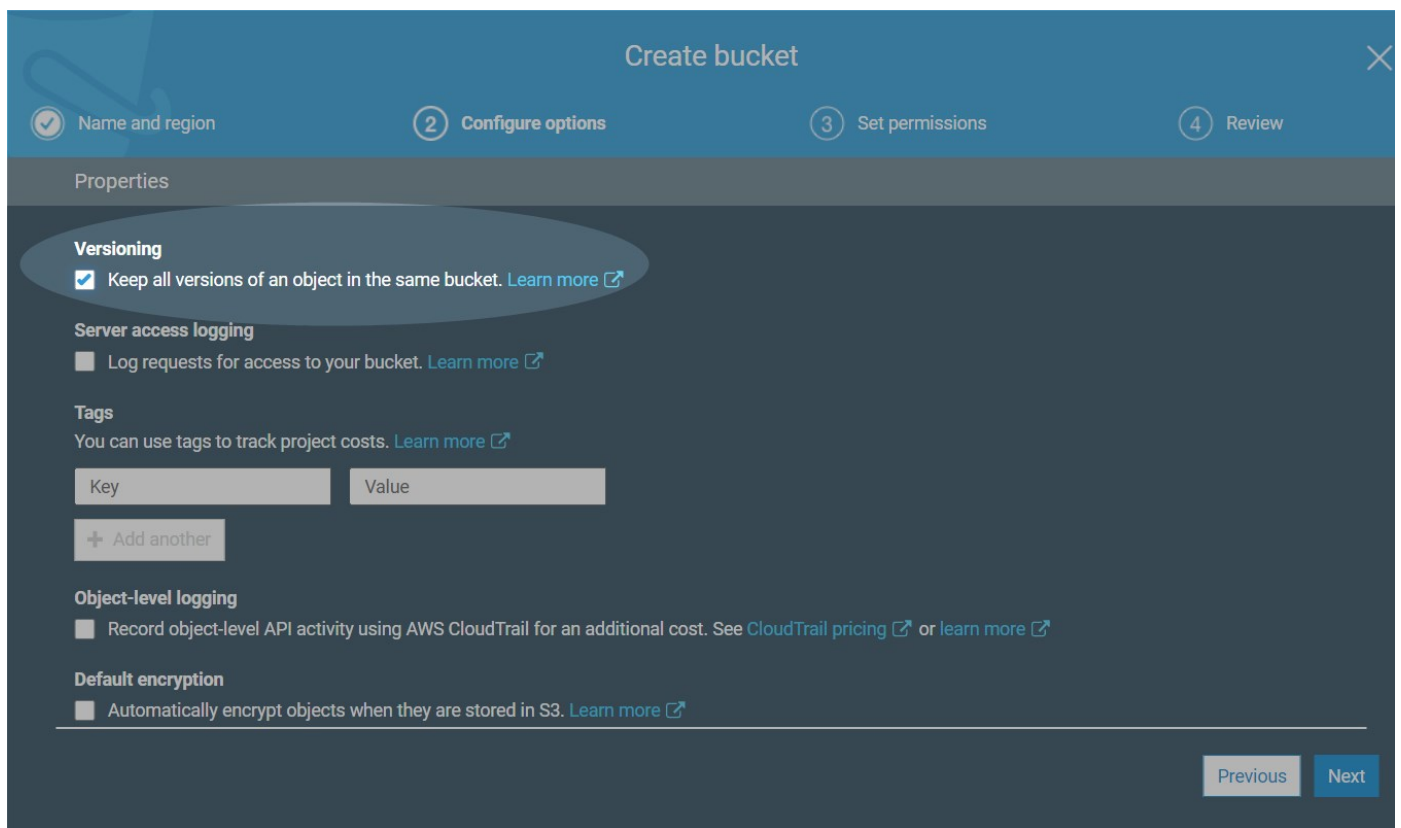 Create bucket
Name and region
2 Configure options
3 Set permissions
4 Review
Properties
Versioning
Keep all versions of an object in the same bucket. Learn more
Server access logging
Log requests for access to your bucket. Learn more
Tags
You can use tags to track project costs. Learn more
Key Value
+ Add another
Object-level logging
Record object-level API activity using AWS CloudTrail for an additional cost. See CloudTrail pricing or learn more
Default encryption
Automatically encrypt objects when they are stored in S3. Learn more
Previous Next